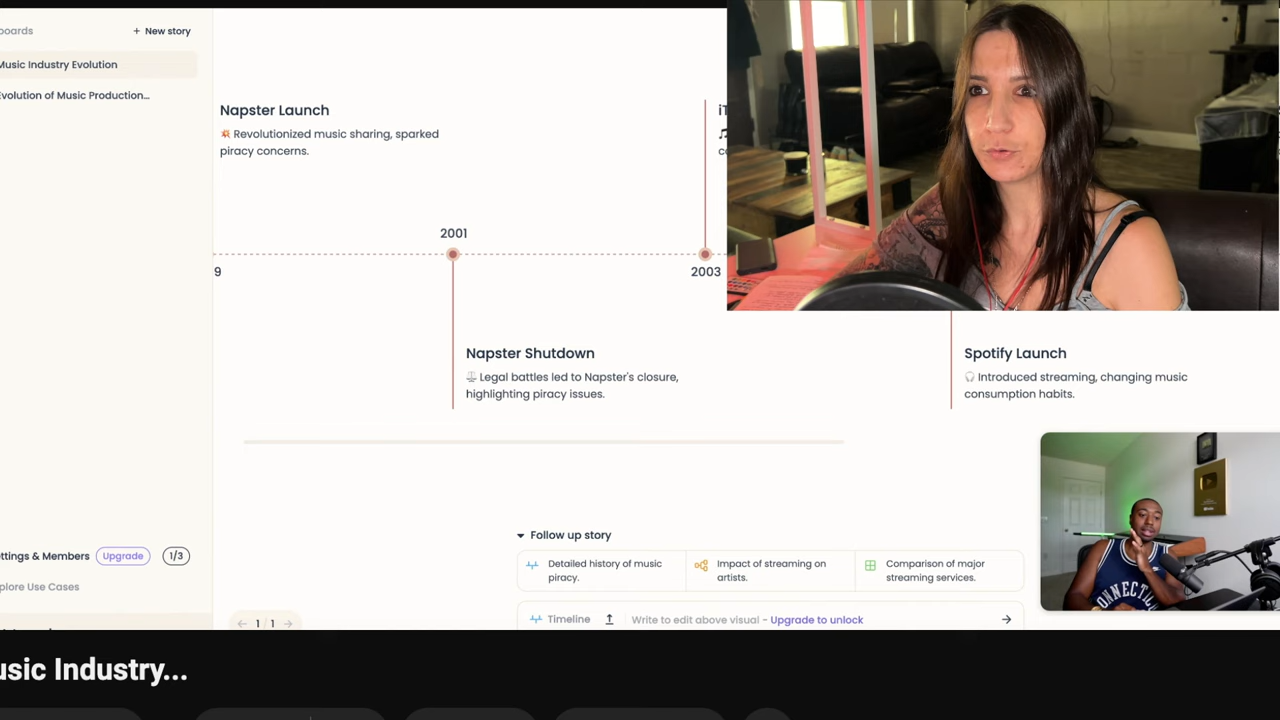 boards
+ New story
Music Industry Evolution
Evolution of Music Production...
Napster Launch
Revolutionized music sharing, sparked
piracy concerns.
2001
9
2003
Napster Shutdown
Legal battles led to Napster's closure,
highlighting piracy issues.
Spotify Launch
Introduced streaming, changing music
consumption habits.
Follow up story
Detailed history of music
piracy.
Impact of streaming on
artists.
Comparison of major
streaming services.
ttings & Members
Upgrade
1/3
plore Use Cases
← 1 / 1 →
Timeline
Write to edit above visual - Upgrade to unlock
CONNECTIC
usic Industry...